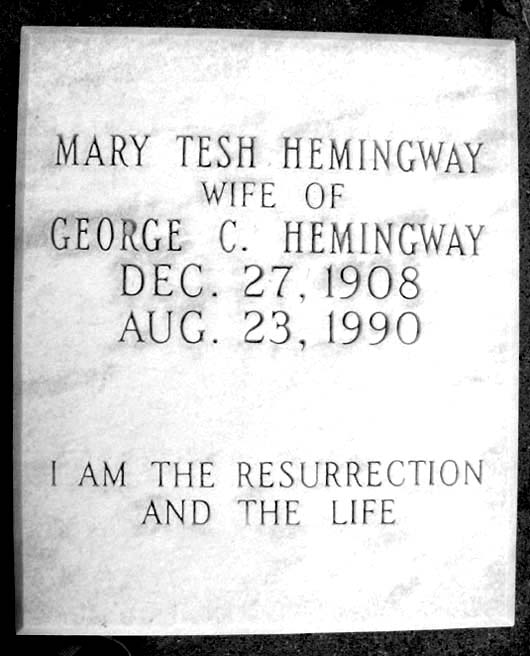 MARY TESH HEMINGWAY
WIFE OF
GEORGE C. HEMINGWAY
DEC. 27, 1908
AUG. 23, 1990
I AM THE RESURRECTION
AND THE LIFE